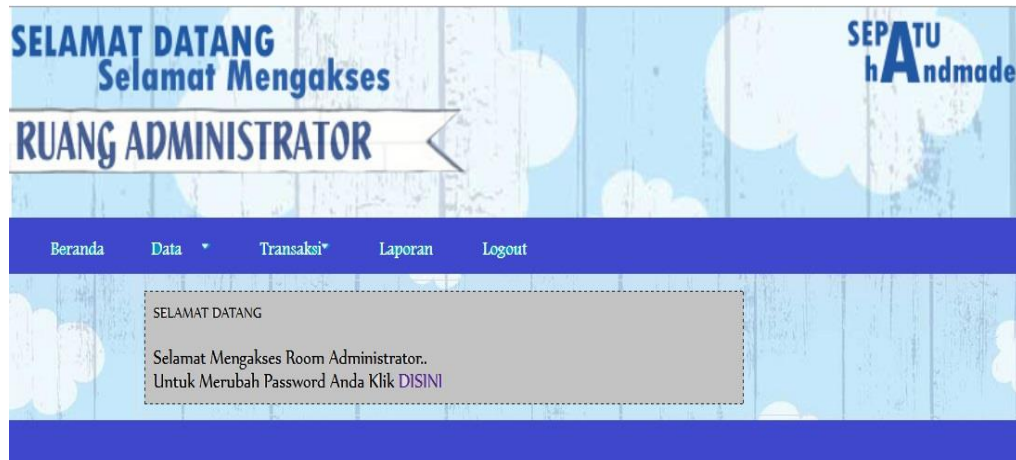 SELAMAT DATANG
Selamat Mengakses
RUANG ADMINISTRATOR
SEPATU
hAndmade
Beranda Data Transaksi Laporan Logout
SELAMAT DATANG
Selamat Mengakses Room Administrator..
Untuk Merubah Password Anda Klik DISINI